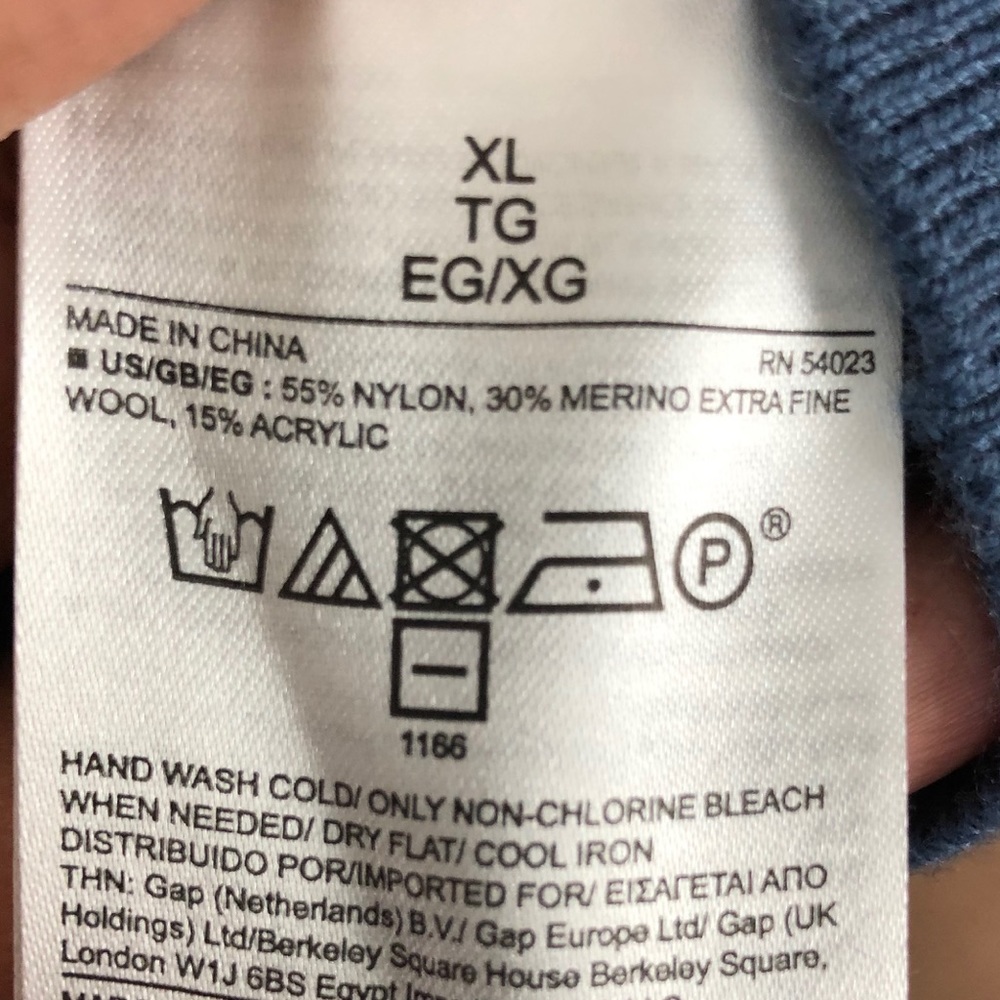 XL
TG
EG/XG
MADE IN CHINA
RN 54023
US/GB/EG : 55% NYLON, 30% MERINO EXTRA FINE
WOOL, 15% ACRYLIC
P ®
1166
HAND WASH COLD/ ONLY NON-CHLORINE BLEACH
WHEN NEEDED/ DRY FLAT/ COOL IRON
DISTRIBUIDO POR/IMPORTED FOR/ ΕΙΣΑΓΕΤΑΙ ΑΠΟ
ΤΗΝ: Gap (Netherlands) B.V./ Gap Europe Ltd/ Gap (UK
Holdings) Ltd/Berkeley Square House Berkeley Square,
London W1J 6BS Egypt